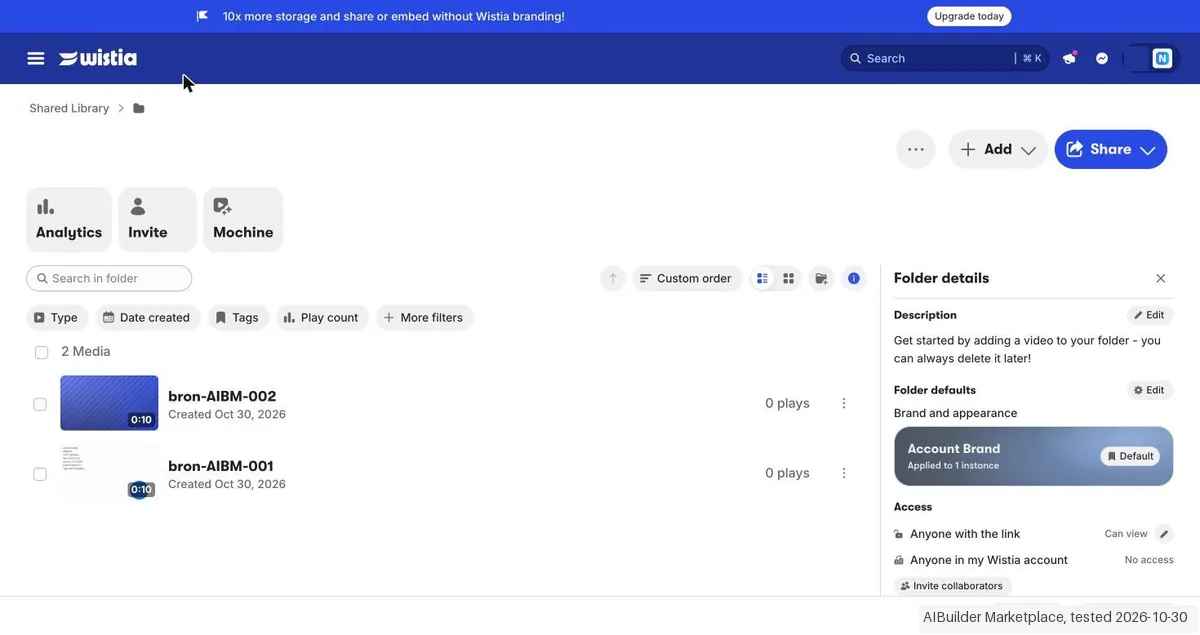 10x more storage and share or embed without Wistia branding!
Upgrade today
wistia
Search
⌘ K
N
Shared Library
Add
Share
Analytics
Invite
Mochine
Search in folder
Custom order
Type
Date created
Tags
Play count
More filters
2 Media
0:10
bron-AIBM-002
Created Oct 30, 2026
0 plays
0:10
bron-AIBM-001
Created Oct 30, 2026
0 plays
Folder details
Description
Edit
Get started by adding a video to your folder - you
can always delete it later!
Folder defaults
Edit
Brand and appearance
Account Brand
Applied to 1 instance
Default
Access
Anyone with the link
Can view
Anyone in my Wistia account
No access
Invite collaborators
AIBuilder Marketplace, tested 2026-10-30